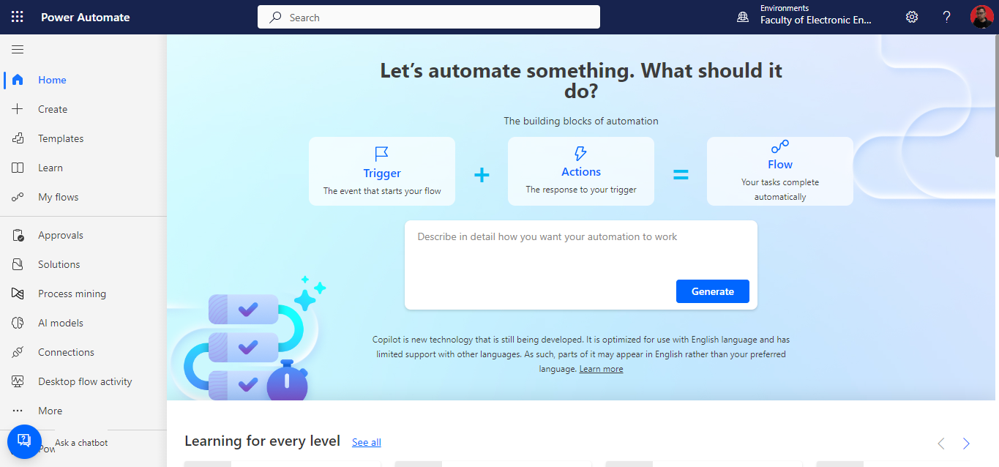 Power Automate
Search
Environments
Faculty of Electronic En...
Home
Create
Templates
Learn
My flows
Approvals
Solutions
Process mining
AI models
Connections
Desktop flow activity
More
Pow
Ask a chatbot
Let’s automate something. What should it
do?
The building blocks of automation
Trigger
The event that starts your flow
+
Actions
The response to your trigger
=
Flow
Your tasks complete
automatically
Describe in detail how you want your automation to work
Generate
Copilot is new technology that is still being developed. It is optimized for use with English language and has
limited support with other languages. As such, parts of it may appear in English rather than your preferred
language. Learn more
Learning for every level
See all